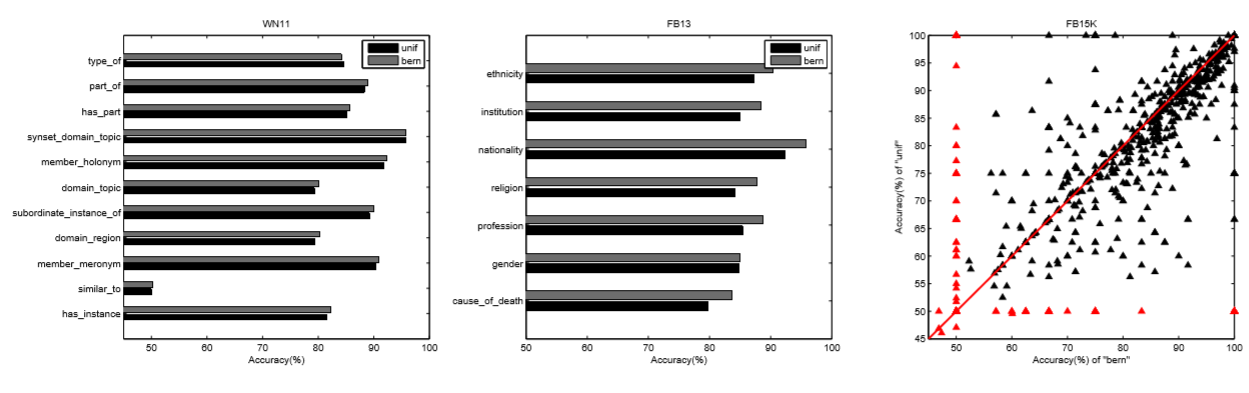 WN11
unif
bern
type_of
part_of
has_part
synset_domain_topic
member_holonym
domain_topic
subordinate_instance_of
domain_region
member_meronym
similar_to
has_instance
50 60 70 80 90 100
Accuracy(%)
FB13
unif
bern
ethnicity
institution
nationality
religion
profession
gender
cause_of_death
50 60 70 80 90 100
Accuracy(%)
FB15K
Accuracy(%) of "unif"
100
95
90
85
80
75
70
65
60
55
50
45
50 60 70 80 90 100
Accuracy(%) of "bern"